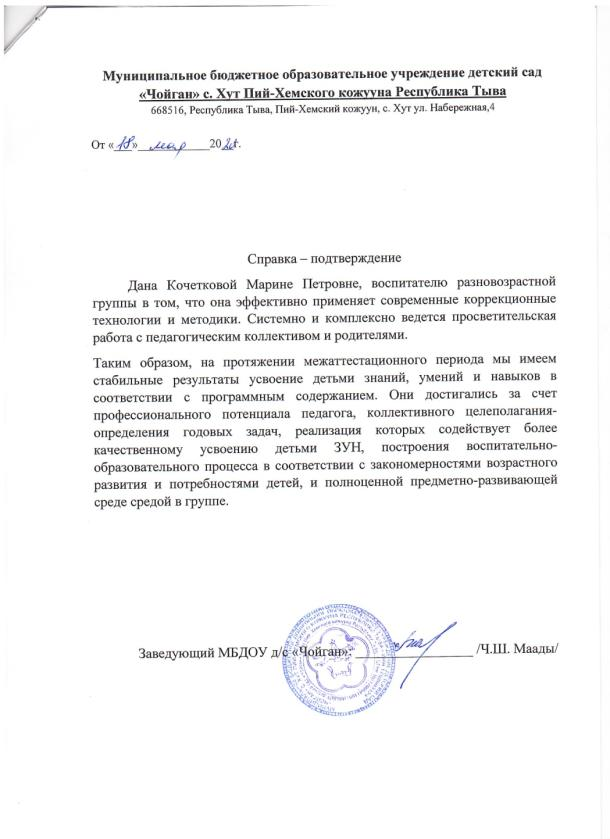 Муниципальное бюджетное образовательное учреждение детский сад
«Чойган» с. Хут Пий-Хемского кожууна Республика Тыва
668516, Республика Тыва, Пий-Хемский кожуун, с. Хут ул. Набережная,4
От «18» мар 20 г.
Справка – подтверждение
Дана Кочетковой Марине Петровне, воспитателю разновозрастной
группы в том, что она эффективно применяет современные коррекционные
технологии и методики. Системно и комплексно ведется просветительская
работа с педагогическим коллективом и родителями.
Таким образом, на протяжении межаттестационного периода мы имеем
стабильные результаты усвоение детьми знаний, умений и навыков в
соответствии с программным содержанием. Они достигались за счет
профессионального потенциала педагога, коллективного целеполагания-
определения годовых задач, реализация которых содействует более
качественному усвоению детьми ЗУН, построения воспитательно-
образовательного процесса в соответствии с закономерностями возрастного
развития и потребностями детей, и полноценной предметно-развивающей
среде средой в группе.
Заведующий МБДОУ д/с «Чойган»: /Ч.Ш. Маады/